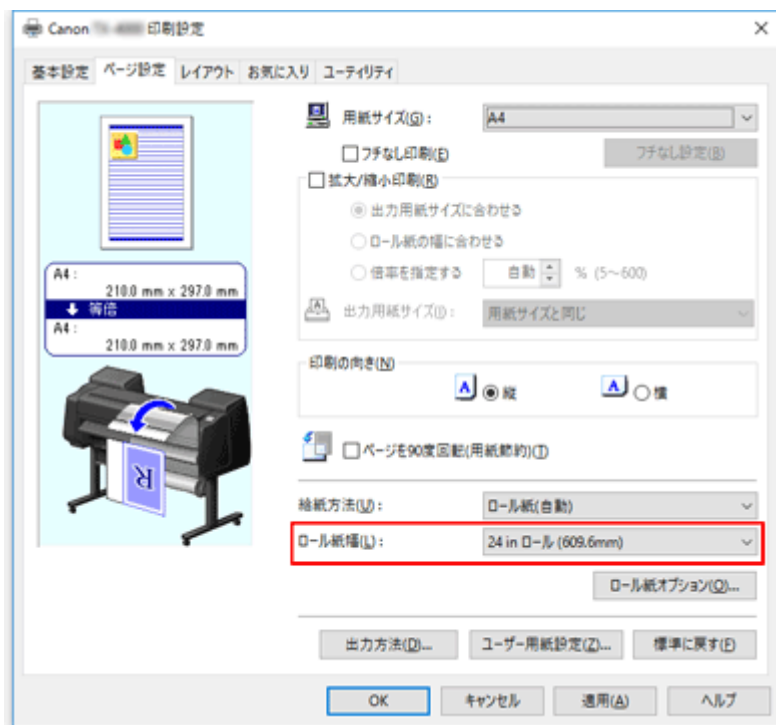 Canon 印刷設定
基本設定 ページ設定 レイアウト お気に入り ユーティリティ
用紙サイズ(G): A4
フチなし印刷(E) フチなし設定(B)
拡大/縮小印刷(R)
出力用紙サイズに合わせる
ロール紙の幅に合わせる
倍率を指定する 自動 % (5～600)
出力用紙サイズ(I): 用紙サイズと同じ
A4:
210.0 mm x 297.0 mm
等倍
A4:
210.0 mm x 297.0 mm
印刷の向き(N)
A 縦 A 横
ページを90度回転(用紙節約)(T)
R
給紙方法(U): ロール紙(自動)
ロール紙幅(L): 24 in ロール (609.6mm)
ロール紙オプション(O)...
出力方法(D)... ユーザー用紙設定(Z)... 標準に戻す(F)
OK キャンセル 適用(A) ヘルプ